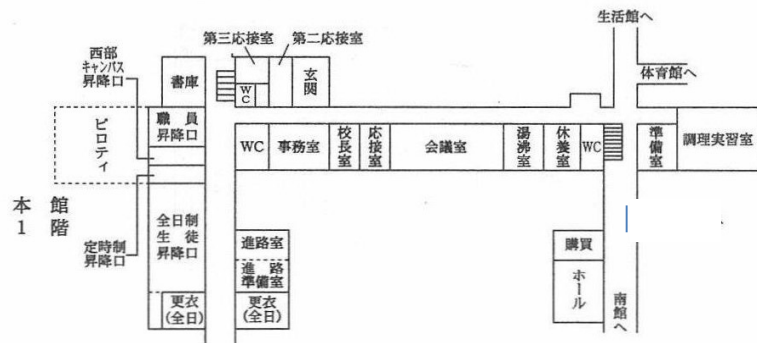 生活館へ
第三応接室 第二応接室
西部
キャンパス
昇降口
書庫
WC
玄関
体育館へ
ピロティ
職員
昇降口
WC
事務室
校長室
応接室
会議室
湯沸室
休養室
WC
準備室
調理実習室
本館
1階
全日制
生徒
昇降口
定時制
昇降口
進路室
進路
準備室
購買
ホール
更衣
(全日)
更衣
(全日)
南館へ